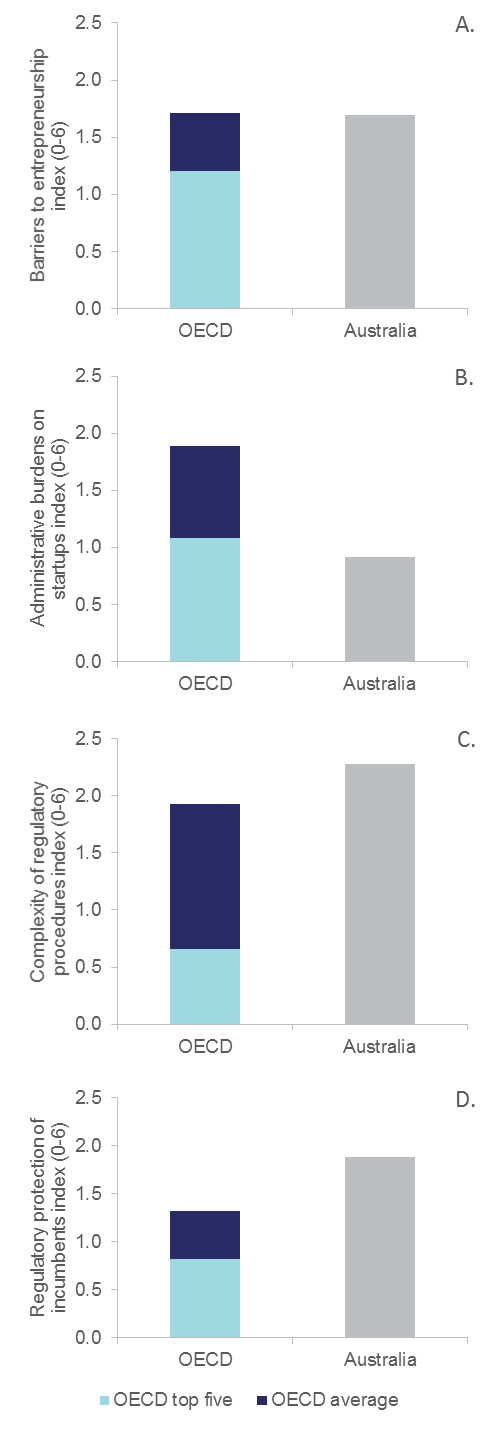 A.
Barriers to entrepreneurship
index (0-6)
2.5
2.0
1.5
1.0
0.5
0.0
OECD Australia
B.
Administrative burdens on
startups index (0-6)
2.5
2.0
1.5
1.0
0.5
0.0
OECD Australia
C.
Complexity of regulatory
procedures index (0-6)
2.5
2.0
1.5
1.0
0.5
0.0
OECD Australia
D.
Regulatory protection of
incumbents index (0-6)
2.5
2.0
1.5
1.0
0.5
0.0
OECD Australia
OECD top five OECD average